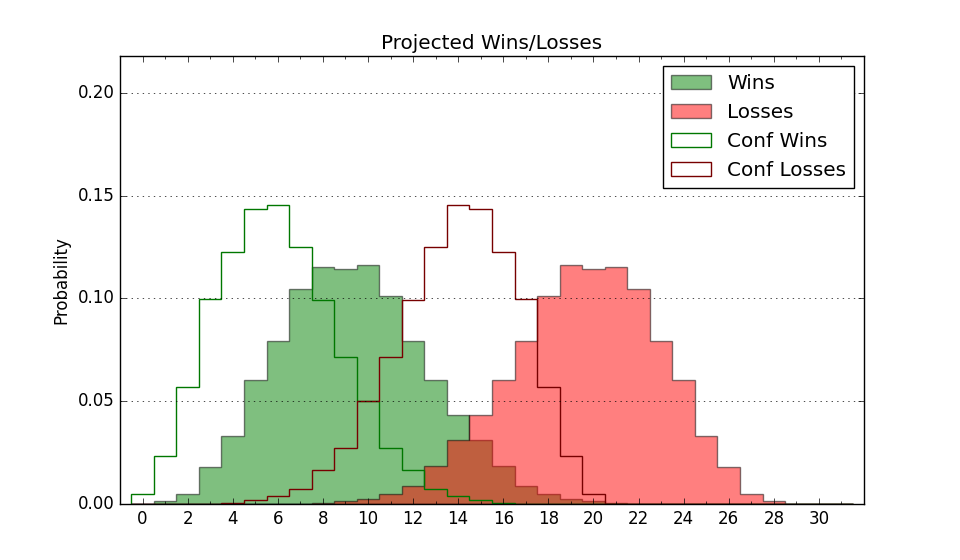 Projected Wins/Losses
Wins
Losses
Conf Wins
Conf Losses
Probability
0.20
0.15
0.10
0.05
0.00
0 2 4 6 8 10 12 14 16 18 20 22 24 26 28 30